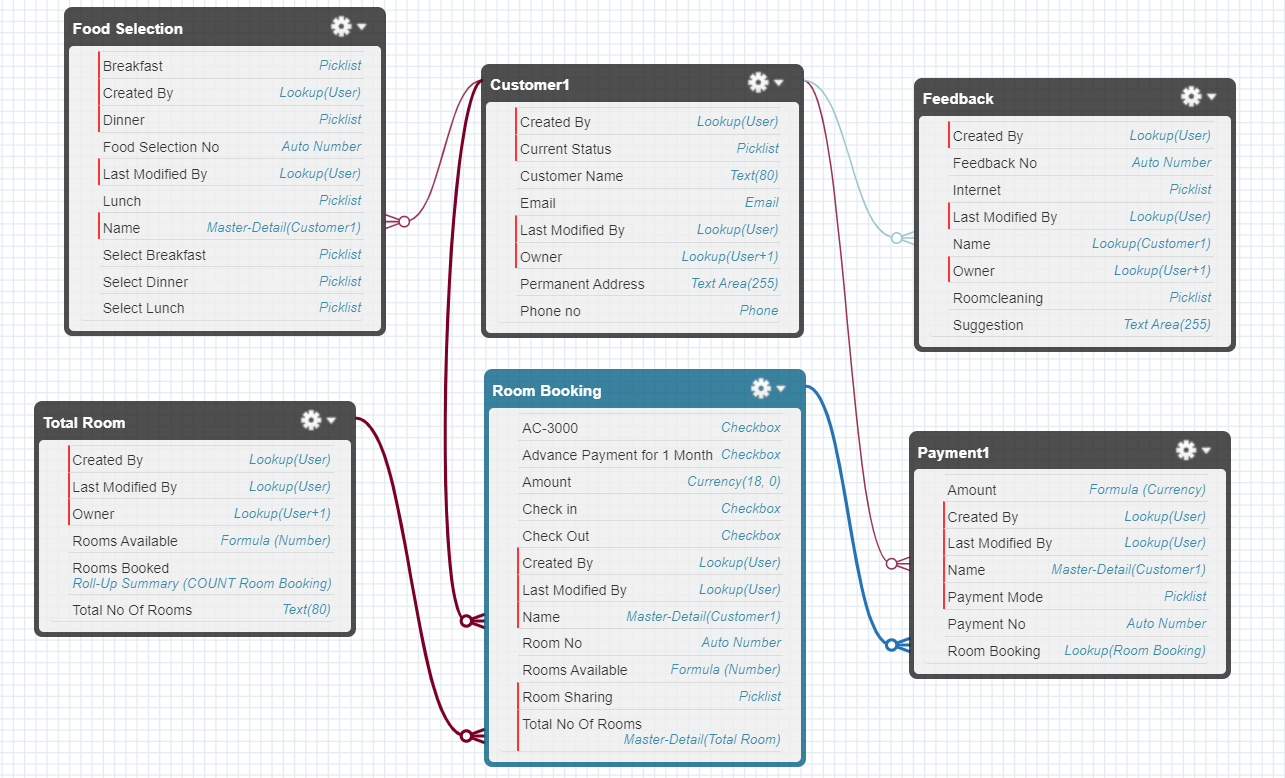 Food Selection
Breakfast Picklist
Created By Lookup(User)
Dinner Picklist
Food Selection No Auto Number
Last Modified By Lookup(User)
Lunch Picklist
Name Master-Detail(Customer1)
Select Breakfast Picklist
Select Dinner Picklist
Select Lunch Picklist
Customer1
Created By Lookup(User)
Current Status Picklist
Customer Name Text(80)
Email Email
Last Modified By Lookup(User)
Owner Lookup(User+1)
Permanent Address Text Area(255)
Phone no Phone
Feedback
Created By Lookup(User)
Feedback No Auto Number
Internet Picklist
Last Modified By Lookup(User)
Name Lookup(Customer1)
Owner Lookup(User+1)
Roomcleaning Picklist
Suggestion Text Area(255)
Total Room
Created By Lookup(User)
Last Modified By Lookup(User)
Owner Lookup(User+1)
Rooms Available Formula (Number)
Rooms Booked
Roll-Up Summary (COUNT Room Booking)
Total No Of Rooms Text(80)
Room Booking
AC-3000 Checkbox
Advance Payment for 1 Month Checkbox
Amount Currency(18, 0)
Check in Checkbox
Check Out Checkbox
Created By Lookup(User)
Last Modified By Lookup(User)
Name Master-Detail(Customer1)
Room No Auto Number
Rooms Available Formula (Number)
Room Sharing Picklist
Total No Of Rooms
Master-Detail(Total Room)
Payment1
Amount Formula (Currency)
Created By Lookup(User)
Last Modified By Lookup(User)
Name Master-Detail(Customer1)
Payment Mode Picklist
Payment No Auto Number
Room Booking Lookup(Room Booking)